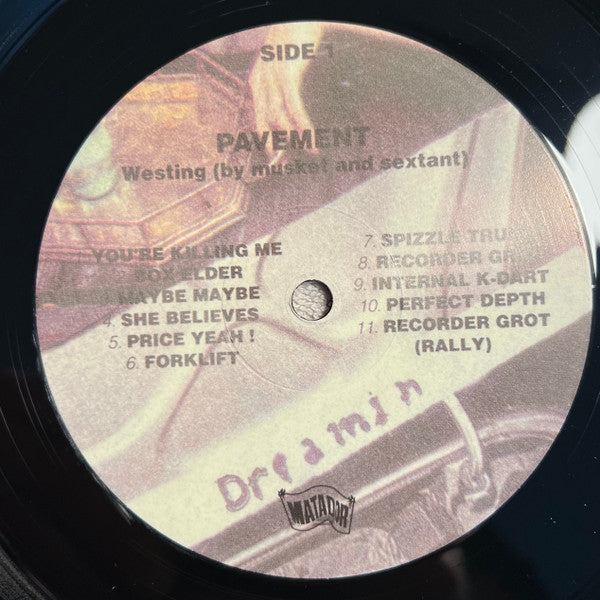 SIDE 1
PAVEMENT
Westing (by musket and sextant)
YOU'RE KILLING ME
BOX ELDER
MAYBE MAYBE
4. SHE BELIEVES
5. PRICE YEAH !
6. FORKLIFT
7. SPIZZLE TRU
8. RECORDER GR
9. INTERNAL K-DART
10. PERFECT DEPTH
11. RECORDER GROT
(RALLY)
Dreamin
MATADOR